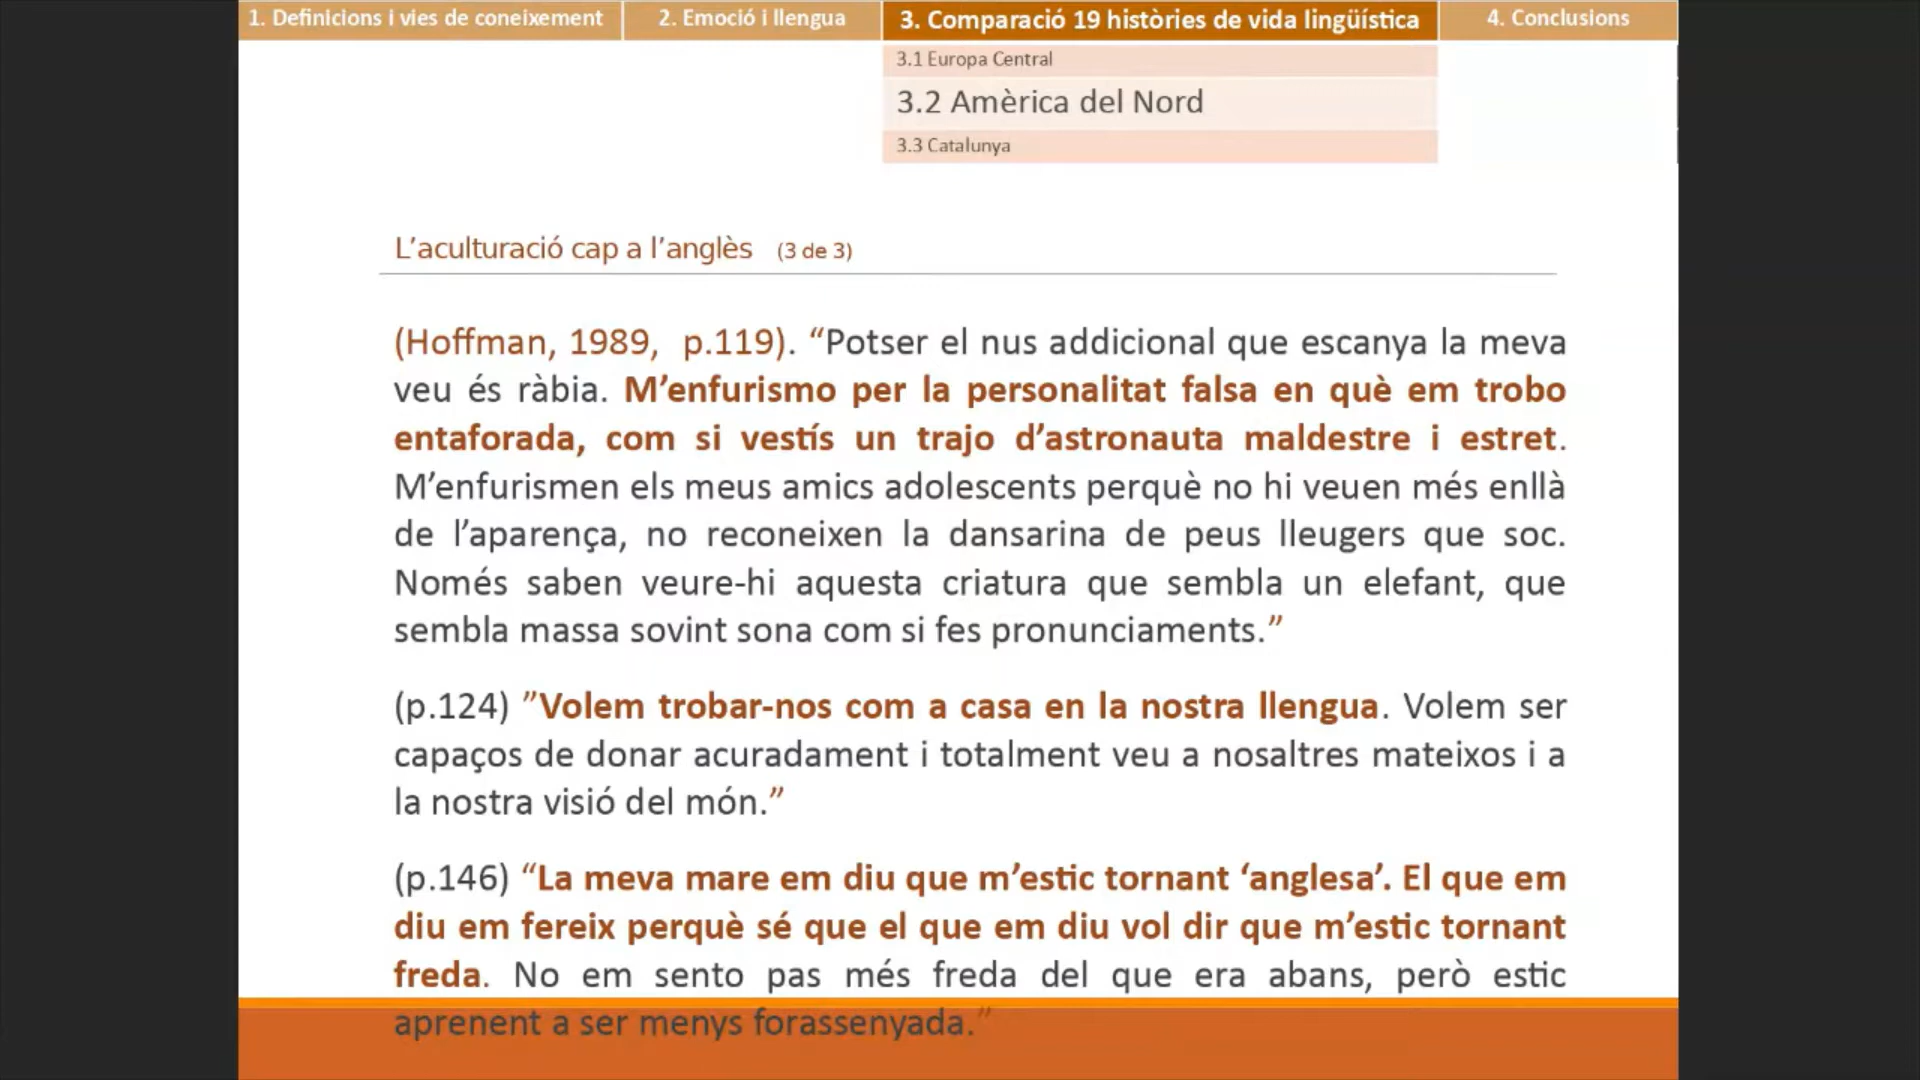 1. Definicions i vies de coneixement
2. Emoció i llengua
3. Comparació 19 històries de vida lingüística
4. Conclusions
3.1 Europa Central
3.2 Amèrica del Nord
3.3 Catalunya
L’aculturació cap a l’anglès (3 de 3)
(Hoffman, 1989, p.119). “Potser el nus addicional que escanya la meva
veu és ràbia. M’enfurismo per la personalitat falsa en què em trobo
entaforada, com si vestís un trajo d’astronauta maldestre i estret.
M’enfurismen els meus amics adolescents perquè no hi veuen més enllà
de l’aparença, no reconeixen la dansarina de peus lleugers que soc.
Només saben veure-hi aquesta criatura que sembla un elefant, que
sembla massa sovint sona com si fes pronunciaments.”
(p.124) ”Volem trobar-nos com a casa en la nostra llengua. Volem ser
capaços de donar acuradament i totalment veu a nosaltres mateixos i a
la nostra visió del món.”
(p.146) “La meva mare em diu que m’estic tornant ‘anglesa’. El que em
diu em fereix perquè sé que el que em diu vol dir que m’estic tornant
freda. No em sento pas més freda del que era abans, però estic
aprenent a ser menys forassenyada.”